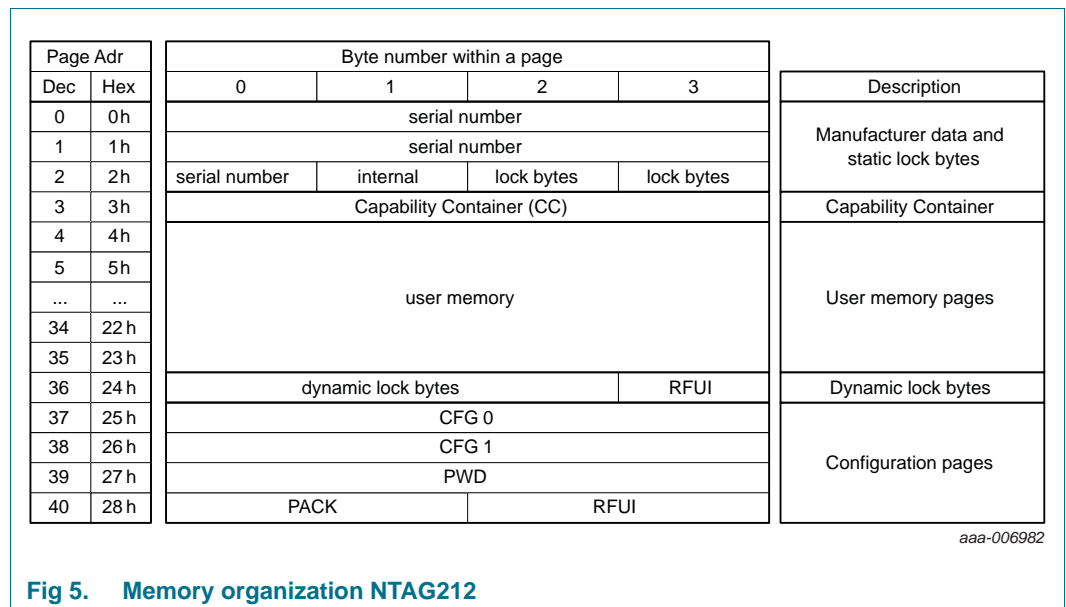 Page Adr Byte number within a page
Dec Hex 0 1 2 3 Description
0 0h serial number
Manufacturer data and
1 1h serial number
static lock bytes
2 2h serial number internal lock bytes lock bytes
3 3h Capability Container (CC) Capability Container
4 4h
5 5h
... ... user memory User memory pages
34 22h
35 23h
36 24h dynamic lock bytes RFUI Dynamic lock bytes
37 25h CFG 0
38 26h CFG 1
Configuration pages
39 27h PWD
40 28h PACK RFUI
aaa-006982
Fig 5. Memory organization NTAG212